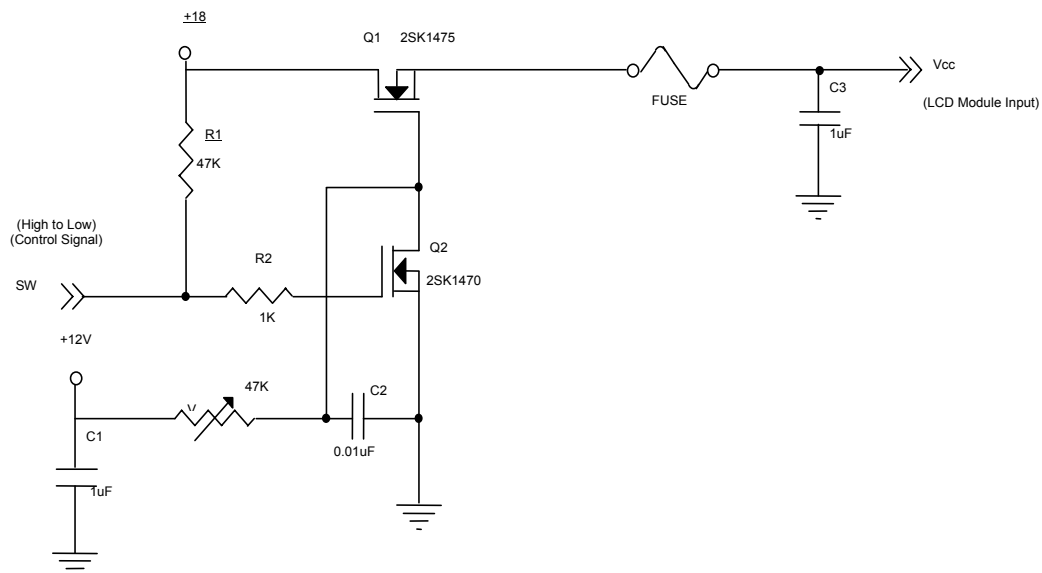 +18
Q1 2SK1475
Vcc
C3
FUSE
(LCD Module Input)
R1
1uF
47K
(High to Low)
(Control Signal)
Q2
R2
2SK1470
SW
1K
+12V
47K
C2
C1
0.01uF
1uF